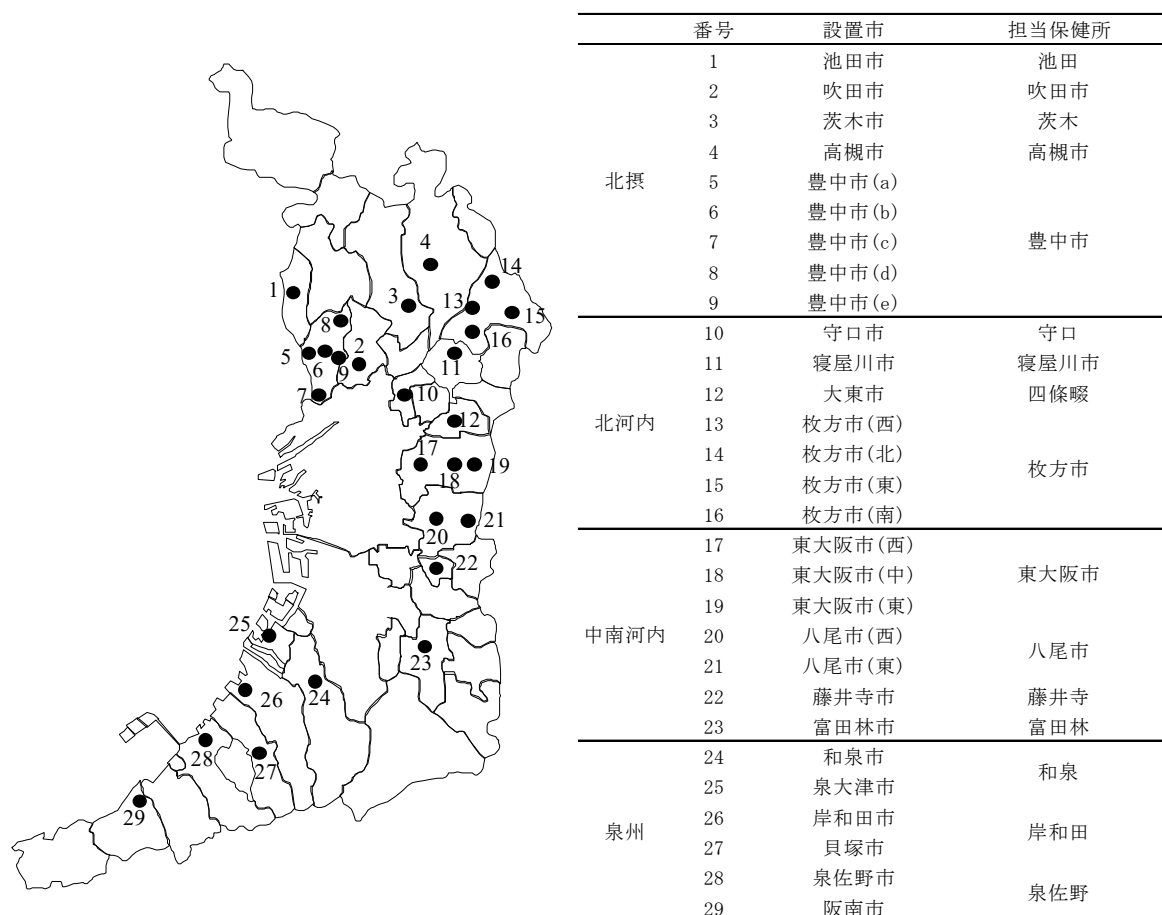 番号 設置市 担当保健所
1 池田市 池田
2 吹田市 吹田市
3 茨木市 茨木
4 高槻市 高槻市
北摂 5 豊中市(a)
6 豊中市(b)
7 豊中市(c) 豊中市
8 豊中市(d)
9 豊中市(e)
10 守口市 守口
11 寝屋川市 寝屋川市
12 大東市 四條畷
北河内 13 枚方市(西)
14 枚方市(北)
枚方市
15 枚方市(東)
16 枚方市(南)
17 東大阪市(西)
18 東大阪市(中) 東大阪市
19 東大阪市(東)
中南河内 20 八尾市(西)
八尾市
21 八尾市(東)
22 藤井寺市 藤井寺
23 富田林市 富田林
24 和泉市
和泉
25 泉大津市
26 岸和田市
泉州 岸和田
27 貝塚市
28 泉佐野市
泉佐野
29 阪南市
4
14
1
3
13
15
8
16
5
6
9
2
11
7
10
12
17
18
19
20
21
22
25
23
24
26
28
27
29